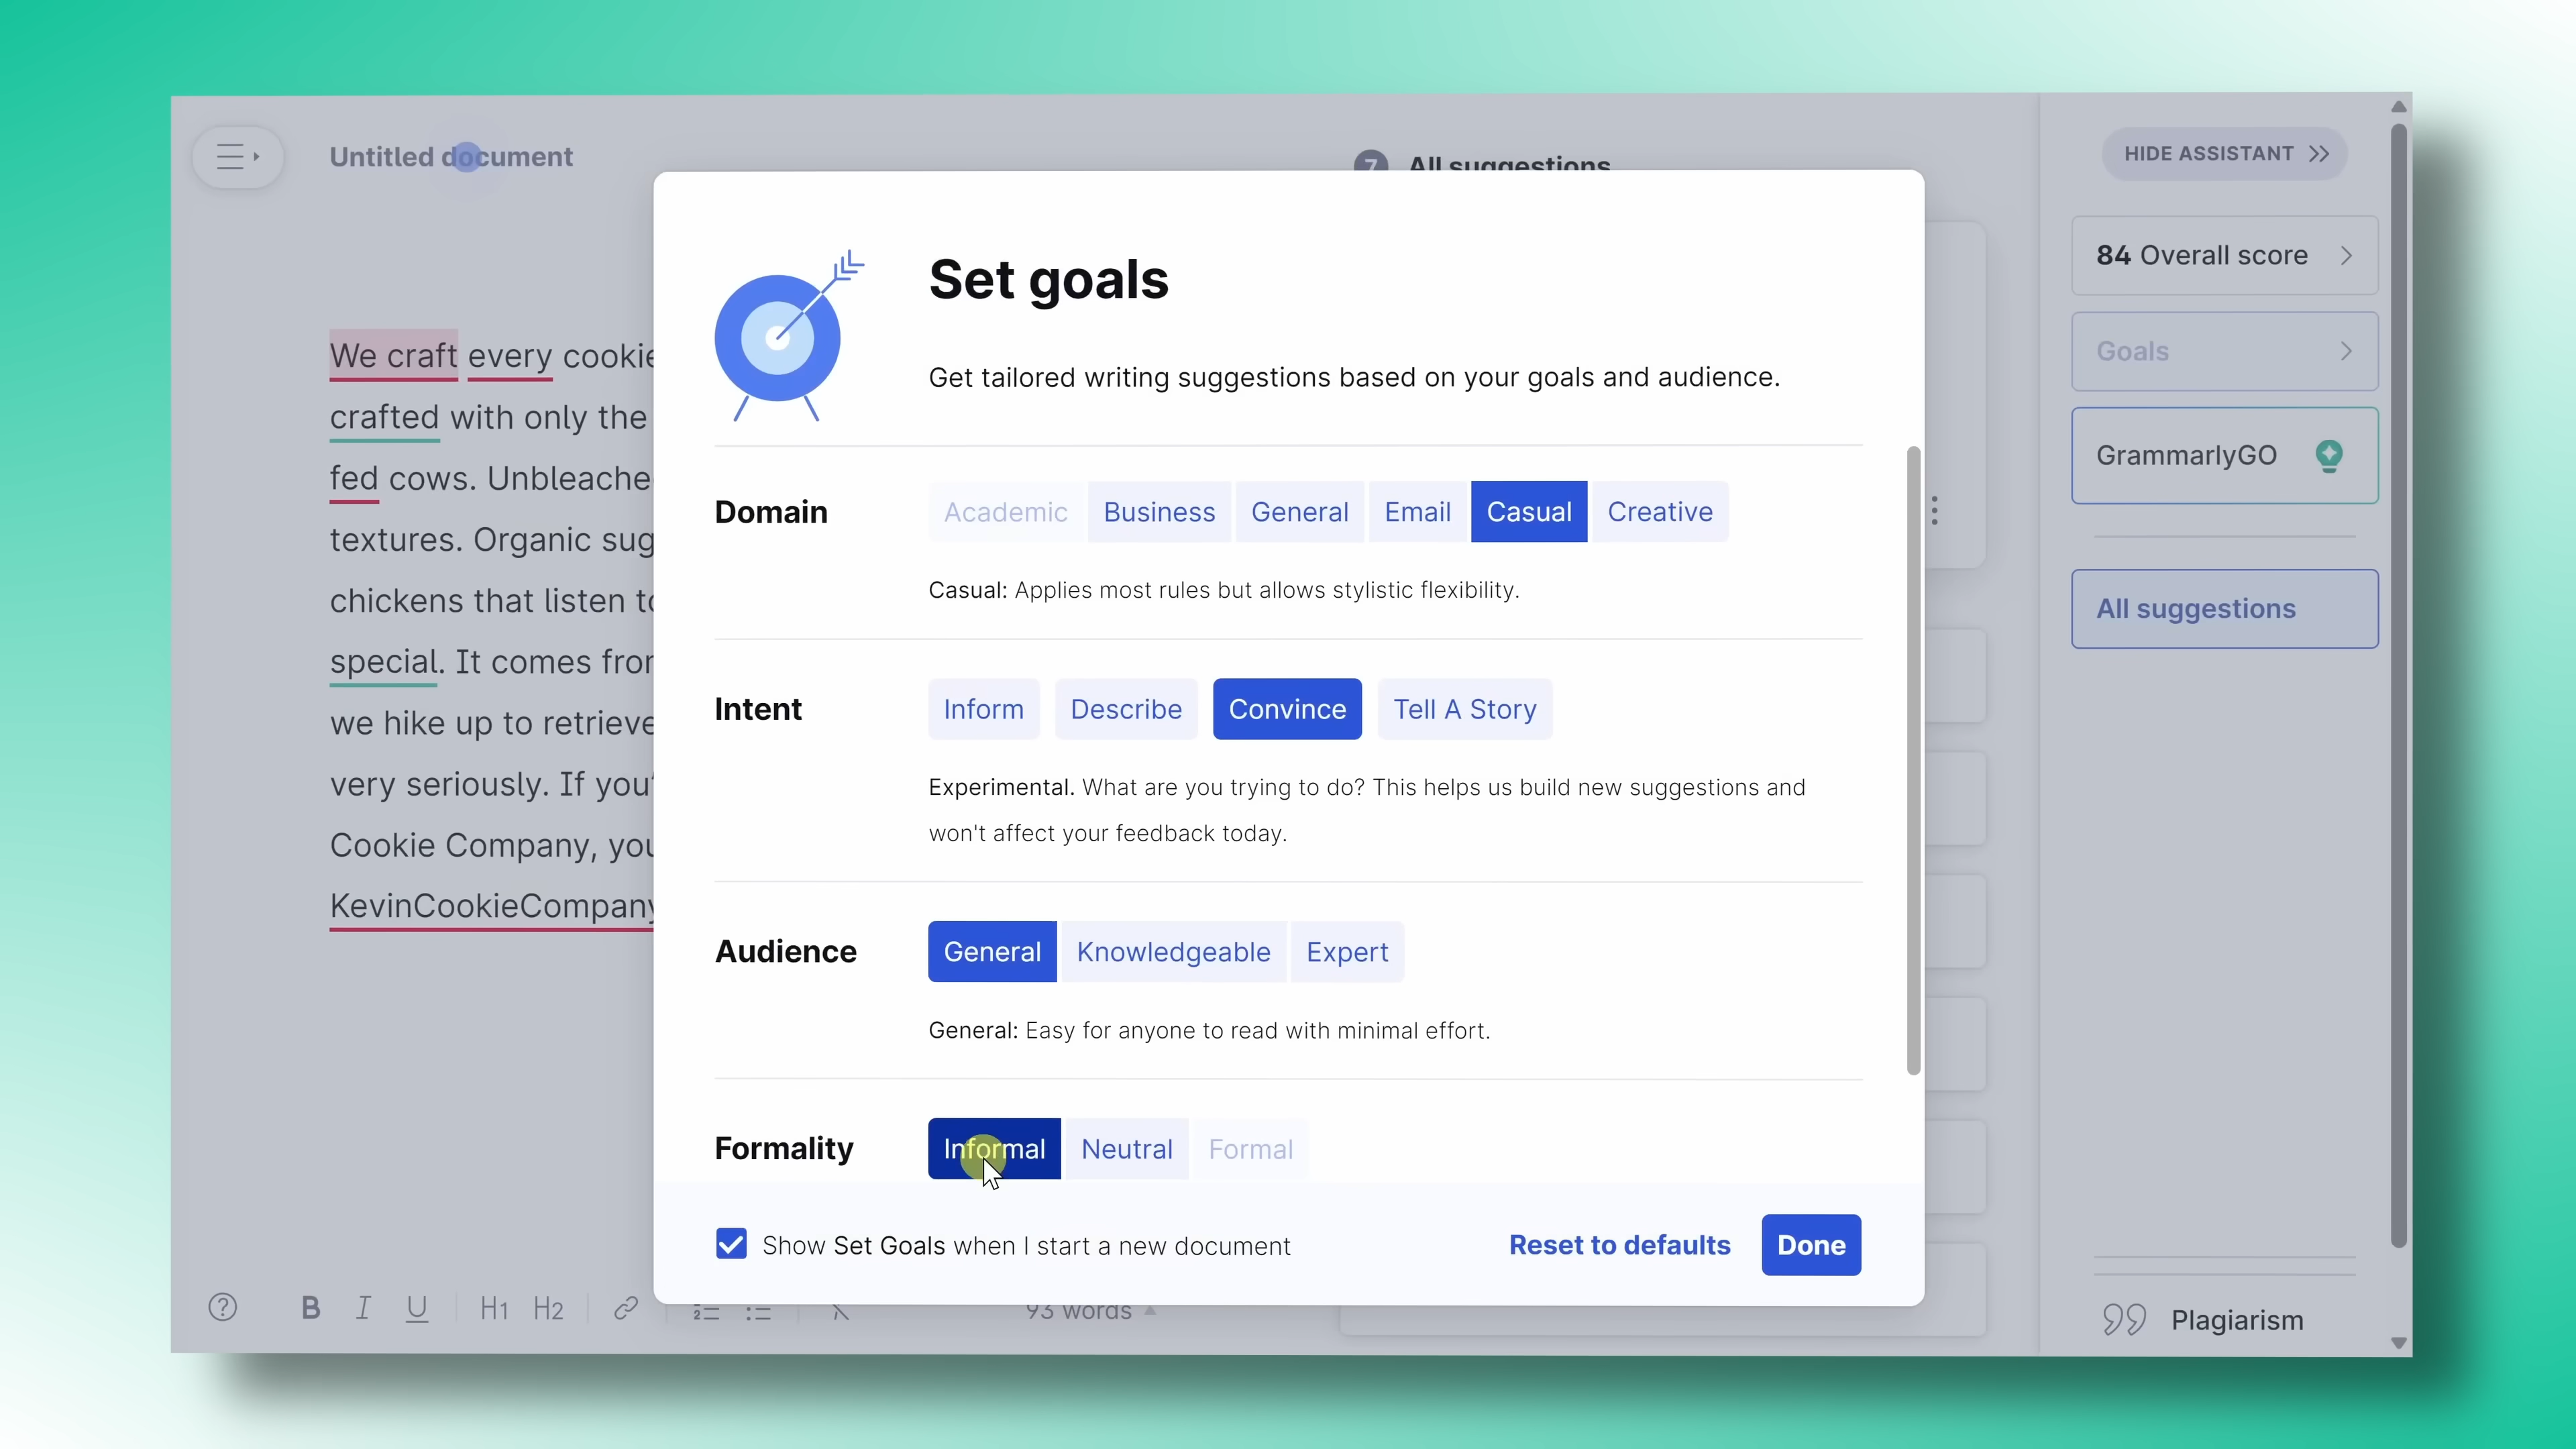 Untitled document
7 All suggestions
HIDE ASSISTANT
84 Overall score
Goals
GrammarlyGO
All suggestions
Plagiarism
We craft every cookie
crafted with only the
fed cows. Unbleache
textures. Organic sug
chickens that listen to
special. It comes from
we hike up to retrieve
very seriously. If you'
Cookie Company, you
KevinCookieCompany
B I U H1 H2
93 words
Set goals
Get tailored writing suggestions based on your goals and audience.
Domain Academic Business General Email Casual Creative
Casual: Applies most rules but allows stylistic flexibility.
Intent Inform Describe Convince Tell A Story
Experimental. What are you trying to do? This helps us build new suggestions and
won't affect your feedback today.
Audience General Knowledgeable Expert
General: Easy for anyone to read with minimal effort.
Formality Informal Neutral Formal
Show Set Goals when I start a new document
Reset to defaults Done